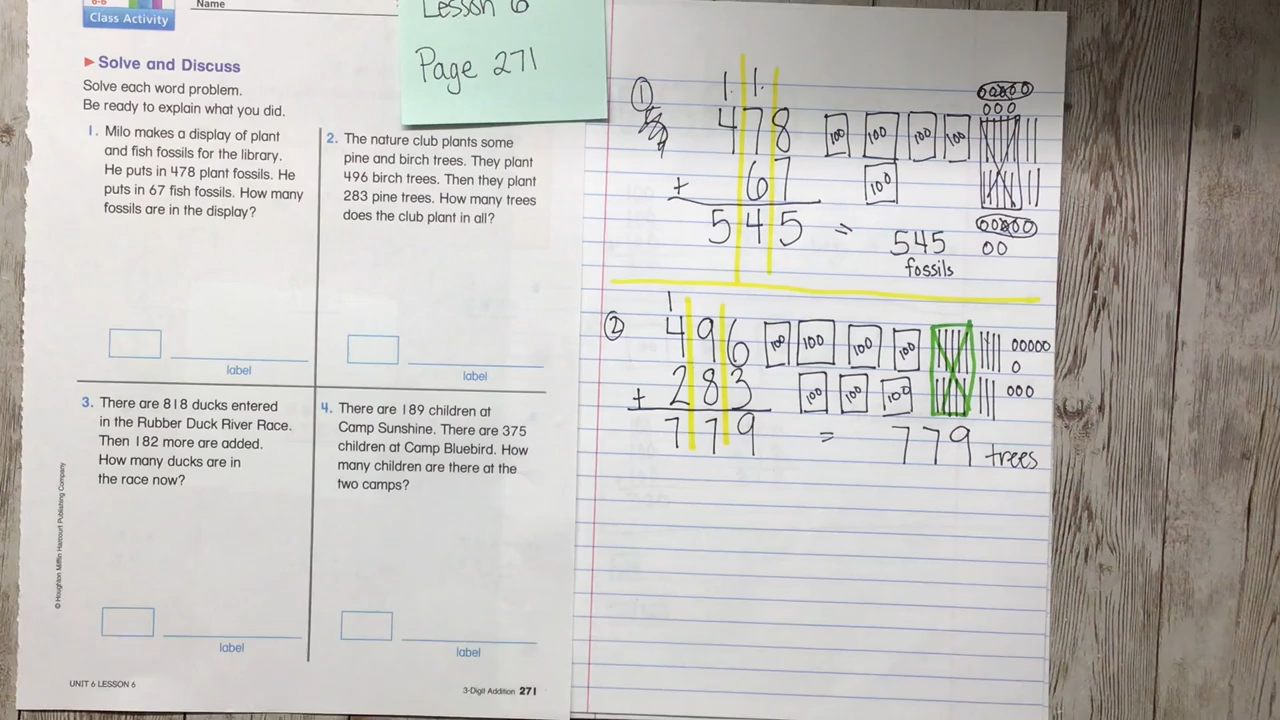 6-6
Class Activity
Name
Lesson 6
Page 271
Solve and Discuss
Solve each word problem.
Be ready to explain what you did.
1. Milo makes a display of plant
and fish fossils for the library.
He puts in 478 plant fossils. He
puts in 67 fish fossils. How many
fossils are in the display?
label
2. The nature club plants some
pine and birch trees. They plant
496 birch trees. Then they plant
283 pine trees. How many trees
does the club plant in all?
label
3. There are 818 ducks entered
in the Rubber Duck River Race.
Then 182 more are added.
How many ducks are in
the race now?
label
4. There are 189 children at
Camp Sunshine. There are 375
children at Camp Bluebird. How
many children are there at the
two camps?
label
© Houghton Mifflin Harcourt Publishing Company
UNIT 6 LESSON 6
3-Digit Addition 271
1
1 1
478
100 100 100 100
+ 67
100
545 = 545
fossils
2
1
496
100 100 100 100
+ 283
100 100 100
779 = 779 trees